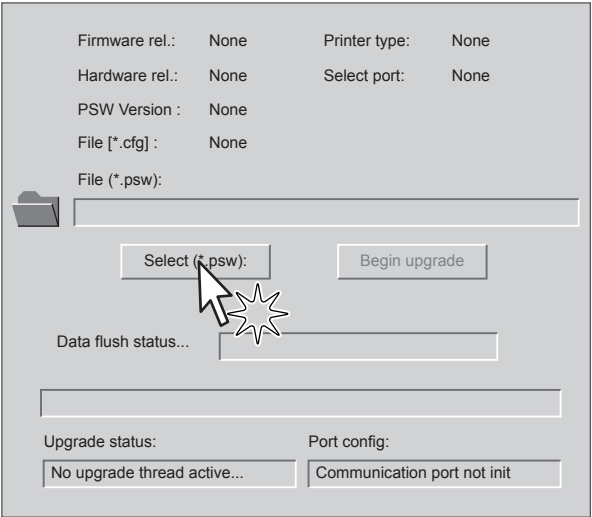 Firmware rel.: None Printer type: None
Hardware rel.: None Select port: None
PSW Version : None
File [*.cfg] : None
File (*.psw):
Select (*.psw): Begin upgrade
Data flush status...
Upgrade status: Port config:
No upgrade thread active... Communication port not init